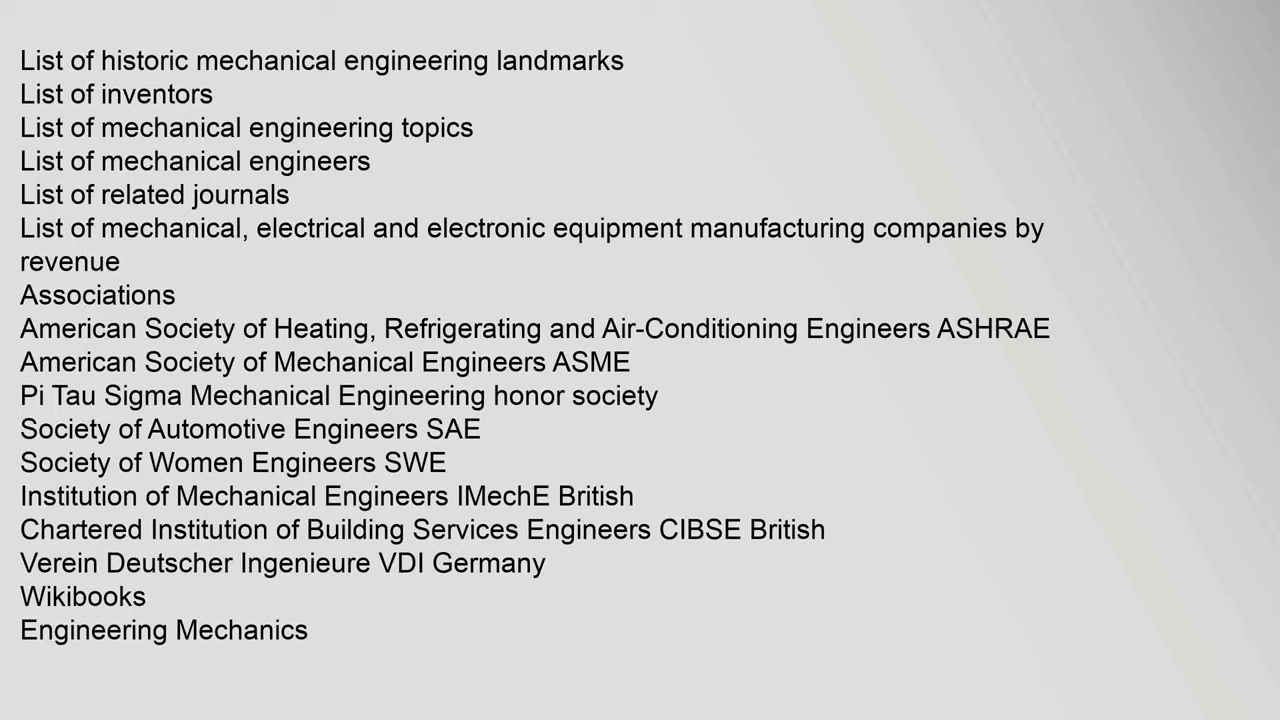 List of historic mechanical engineering landmarks
List of inventors
List of mechanical engineering topics
List of mechanical engineers
List of related journals
List of mechanical, electrical and electronic equipment manufacturing companies by
revenue
Associations
American Society of Heating, Refrigerating and Air-Conditioning Engineers ASHRAE
American Society of Mechanical Engineers ASME
Pi Tau Sigma Mechanical Engineering honor society
Society of Automotive Engineers SAE
Society of Women Engineers SWE
Institution of Mechanical Engineers IMechE British
Chartered Institution of Building Services Engineers CIBSE British
Verein Deutscher Ingenieure VDI Germany
Wikibooks
Engineering Mechanics